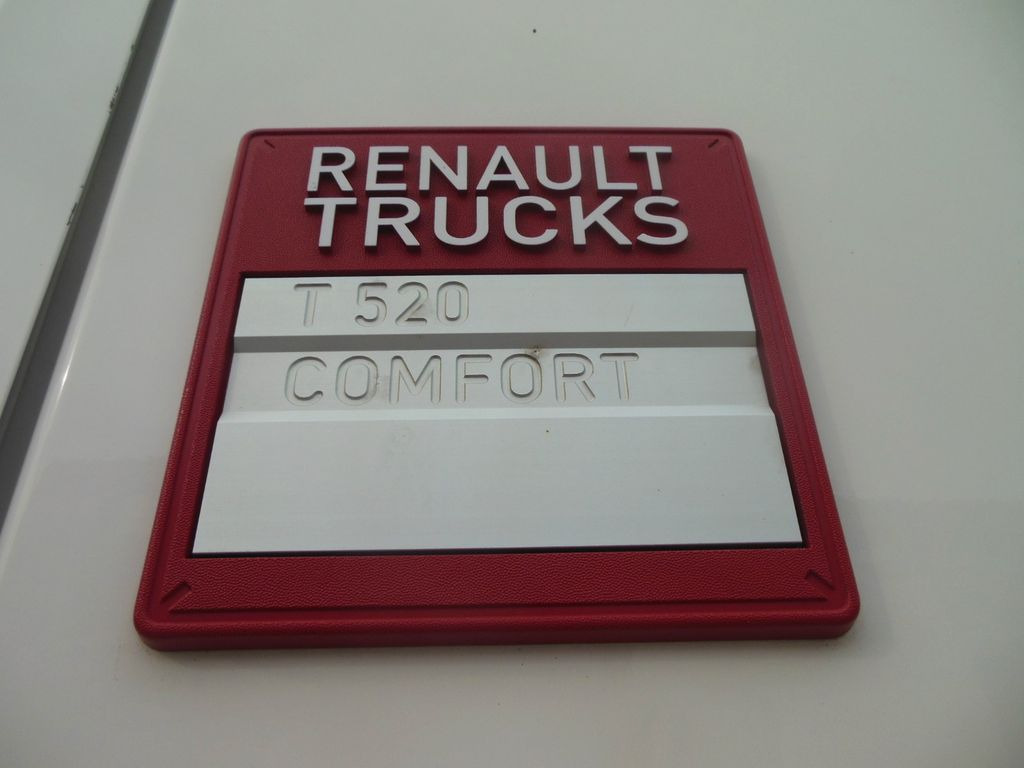 RENAULT
TRUCKS
T 520
COMFORT